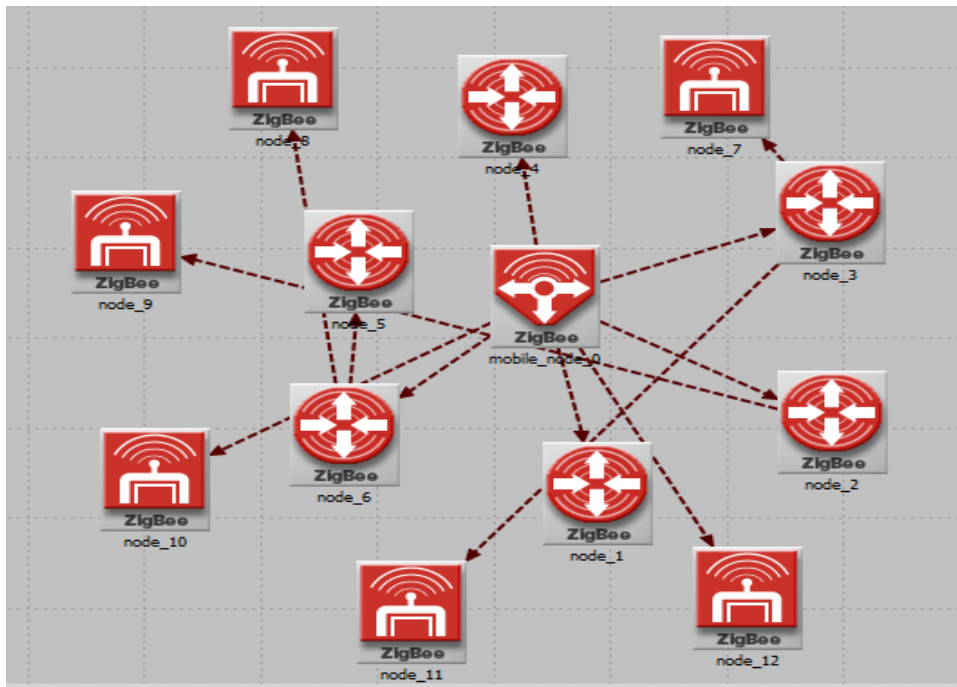 ZigBee
node_8
ZigBee
node_4
ZigBee
node_7
ZigBee
node_9
ZigBee
node_5
ZigBee
mobile_node_0
ZigBee
node_3
ZigBee
node_6
ZigBee
node_2
ZigBee
node_10
ZigBee
node_1
ZigBee
node_11
ZigBee
node_12